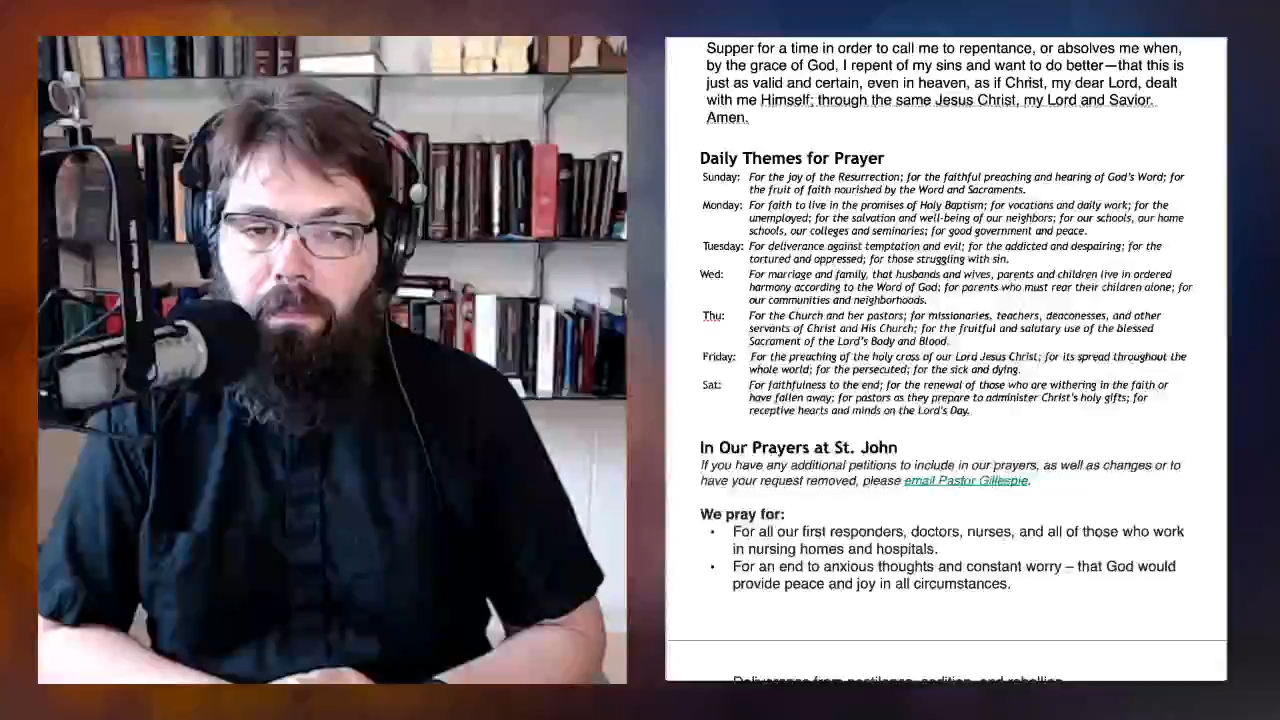 Supper for a time in order to call me to repentance, or absolves me when,
by the grace of God, I repent of my sins and want to do better—that this is
just as valid and certain, even in heaven, as if Christ, my dear Lord, dealt
with me Himself; through the same Jesus Christ, my Lord and Savior.
Amen.
Daily Themes for Prayer
Sunday: For the joy of the Resurrection; for the faithful preaching and hearing of God's Word; for
the fruit of faith nourished by the Word and Sacraments.
Monday: For faith to live in the promises of Holy Baptism; for vocations and daily work; for the
unemployed; for the salvation and well-being of our neighbors; for our schools, our home
schools, our colleges and seminaries; for good government and peace.
Tuesday: For deliverance against temptation and evil; for the addicted and despairing; for the
tortured and oppressed; for those struggling with sin.
Wed: For marriage and family, that husbands and wives, parents and children live in ordered
harmony according to the Word of God; for parents who must rear their children alone; for
our communities and neighborhoods.
Thu: For the Church and her pastors; for missionaries, teachers, deaconesses, and other
servants of Christ and His Church; for the fruitful and salutary use of the blessed
Sacrament of the Lord's Body and Blood.
Friday: For the preaching of the holy cross of our Lord Jesus Christ; for its spread throughout the
whole world; for the persecuted; for the sick and dying.
Sat: For faithfulness to the end; for the renewal of those who are withering in the faith or
have fallen away; for pastors as they prepare to administer Christ's holy gifts; for
receptive hearts and minds on the Lord's Day.
In Our Prayers at St. John
If you have any additional petitions to include in our prayers, as well as changes or to
have your request removed, please email Pastor Gillespie.
We pray for:
• For all our first responders, doctors, nurses, and all of those who work
in nursing homes and hospitals.
• For an end to anxious thoughts and constant worry – that God would
provide peace and joy in all circumstances.
Deliverance from pestilence, sedition, and rebellion